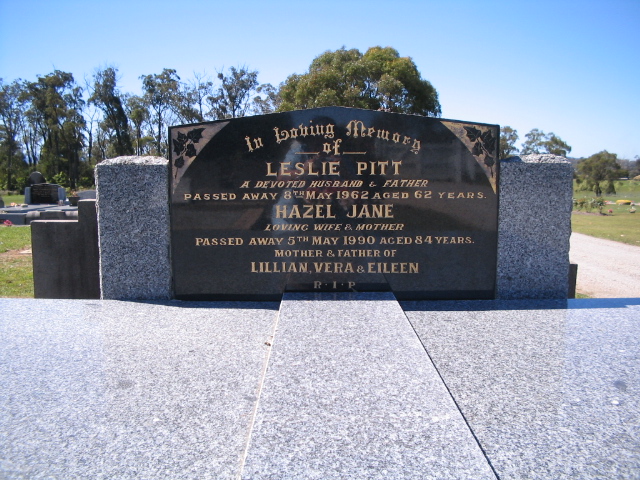 In Loving Memory
of
LESLIE PITT
A DEVOTED HUSBAND & FATHER
PASSED AWAY 8TH MAY 1962 AGED 62 YEARS.
HAZEL JANE
LOVING WIFE & MOTHER
PASSED AWAY 5TH MAY 1990 AGED 84 YEARS.
MOTHER & FATHER OF
LILLIAN, VERA & EILEEN
R·I·P